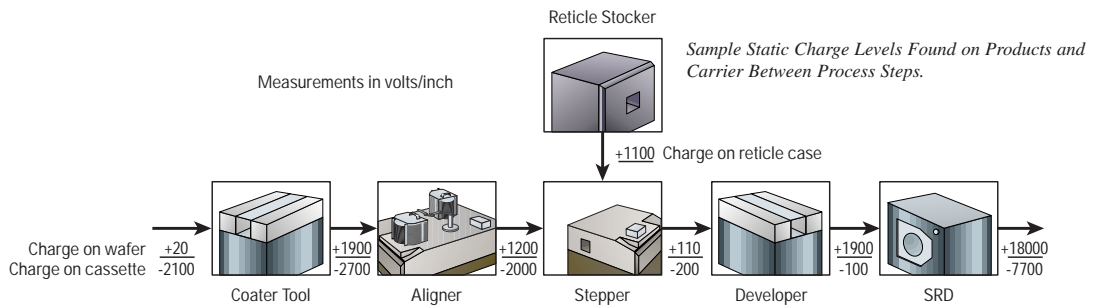 Reticle Stocker
Sample Static Charge Levels Found on Products and
Carrier Between Process Steps.
Measurements in volts/inch
+1100 Charge on reticle case
Charge on wafer +20 +1900 +1200 +110 +1900 +18000
Charge on cassette -2100 -2700 -2000 -200 -100 -7700
Coater Tool Aligner Stepper Developer SRD